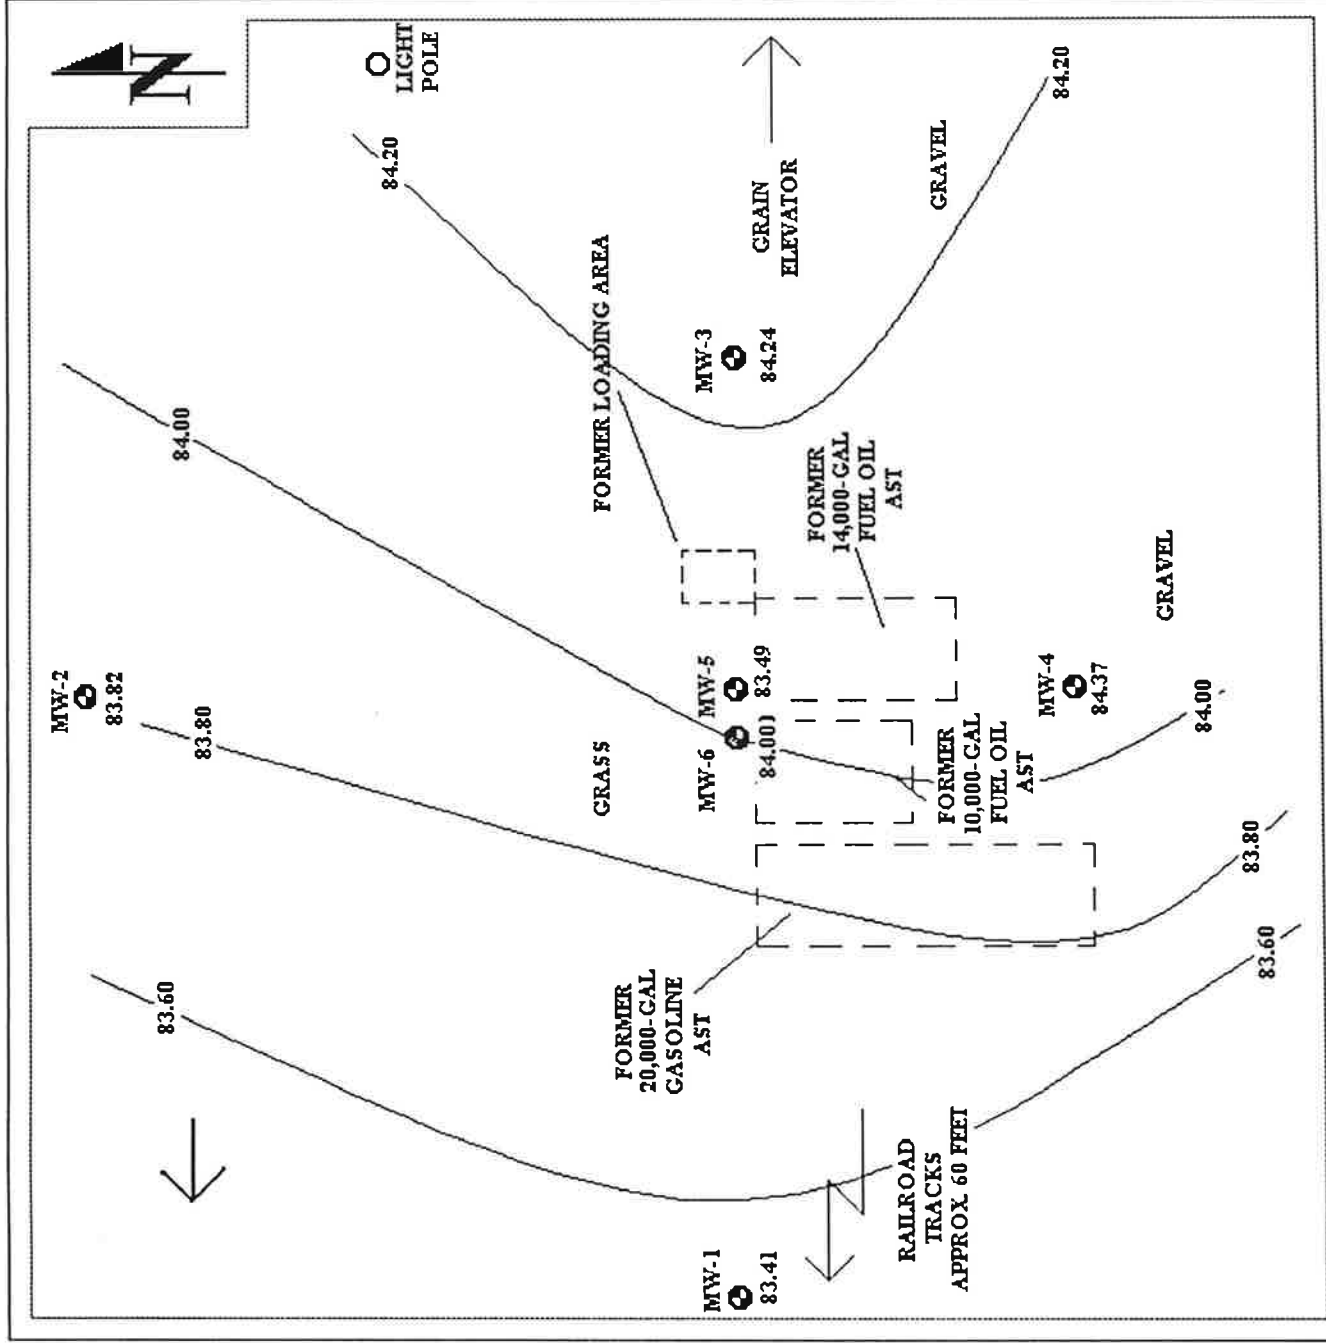 N
MW-1
83.41
RAILROAD
TRACKS
APPROX. 60 FEET
83.60
83.60
FORMER
20,000-GAL
GASOLINE
AST
83.80
MW-2
83.82
83.80
GRASS
MW-6
84.00
FORMER
10,000-GAL
FUEL OIL
AST
84.00
MW-5
83.49
MW-4
84.37
GRAVEL
84.00
FORMER LOADING AREA
FORMER
14,000-GAL
FUEL OIL
AST
MW-3
84.24
GRAIN
ELEVATOR
GRAVEL
84.20
84.20
LIGHT
POLE